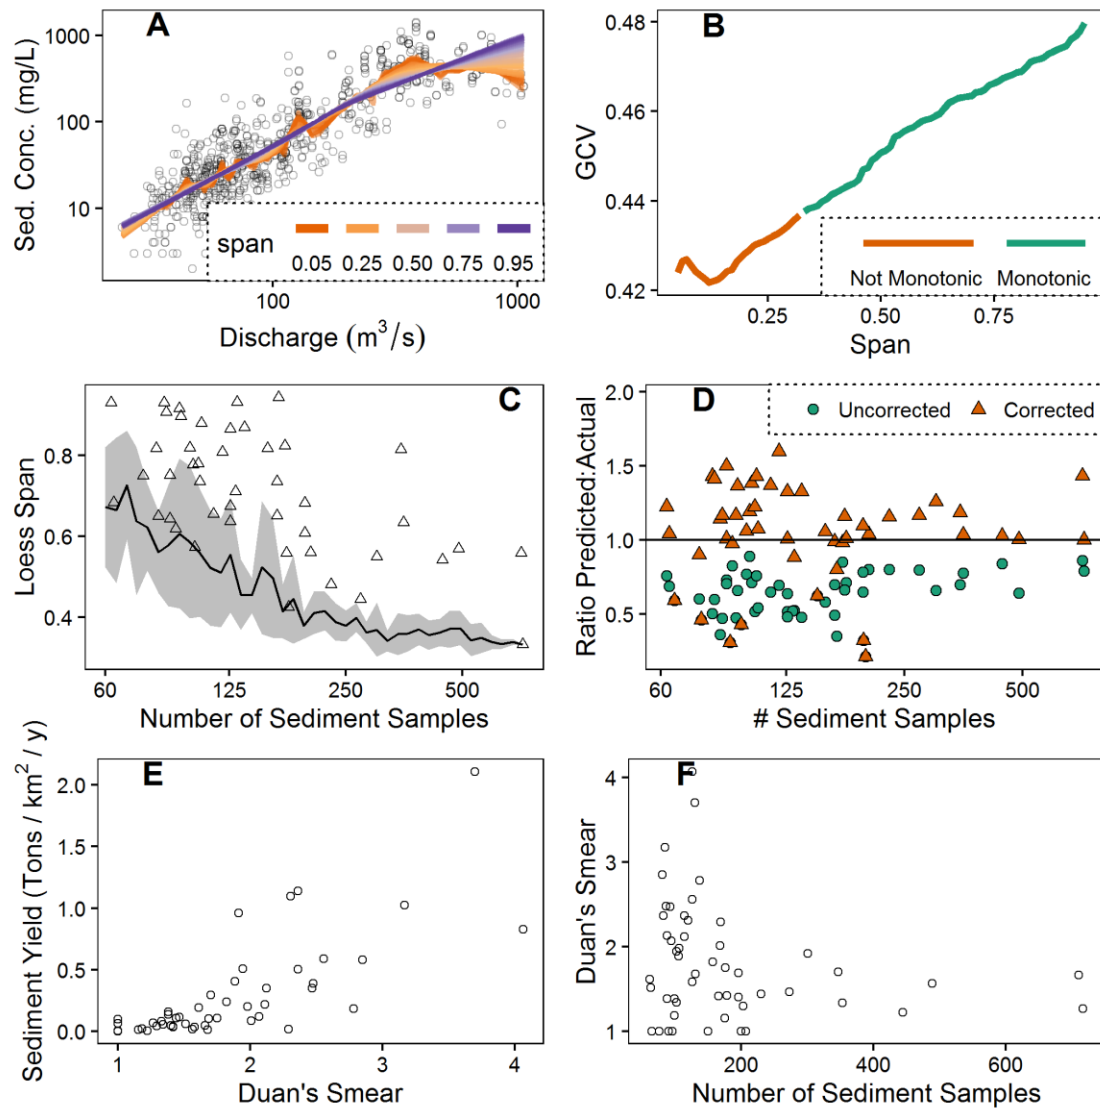 A
Sed. Conc. (mg/L)
1000
100
10
span
0.05 0.25 0.50 0.75 0.95
100 1000
Discharge (m³/s)
B
GCV
0.48
0.46
0.44
0.42
Not Monotonic Monotonic
0.25 0.50 0.75
Span
C
Loess Span
0.8
0.6
0.4
60 125 250 500
Number of Sediment Samples
D
Ratio Predicted:Actual
2.0
1.5
1.0
0.5
Uncorrected Corrected
60 125 250 500
# Sediment Samples
E
Sediment Yield (Tons / km² / y)
2.0
1.5
1.0
0.5
0.0
1 2 3 4
Duan's Smear
F
Duan's Smear
4
3
2
1
200 400 600
Number of Sediment Samples